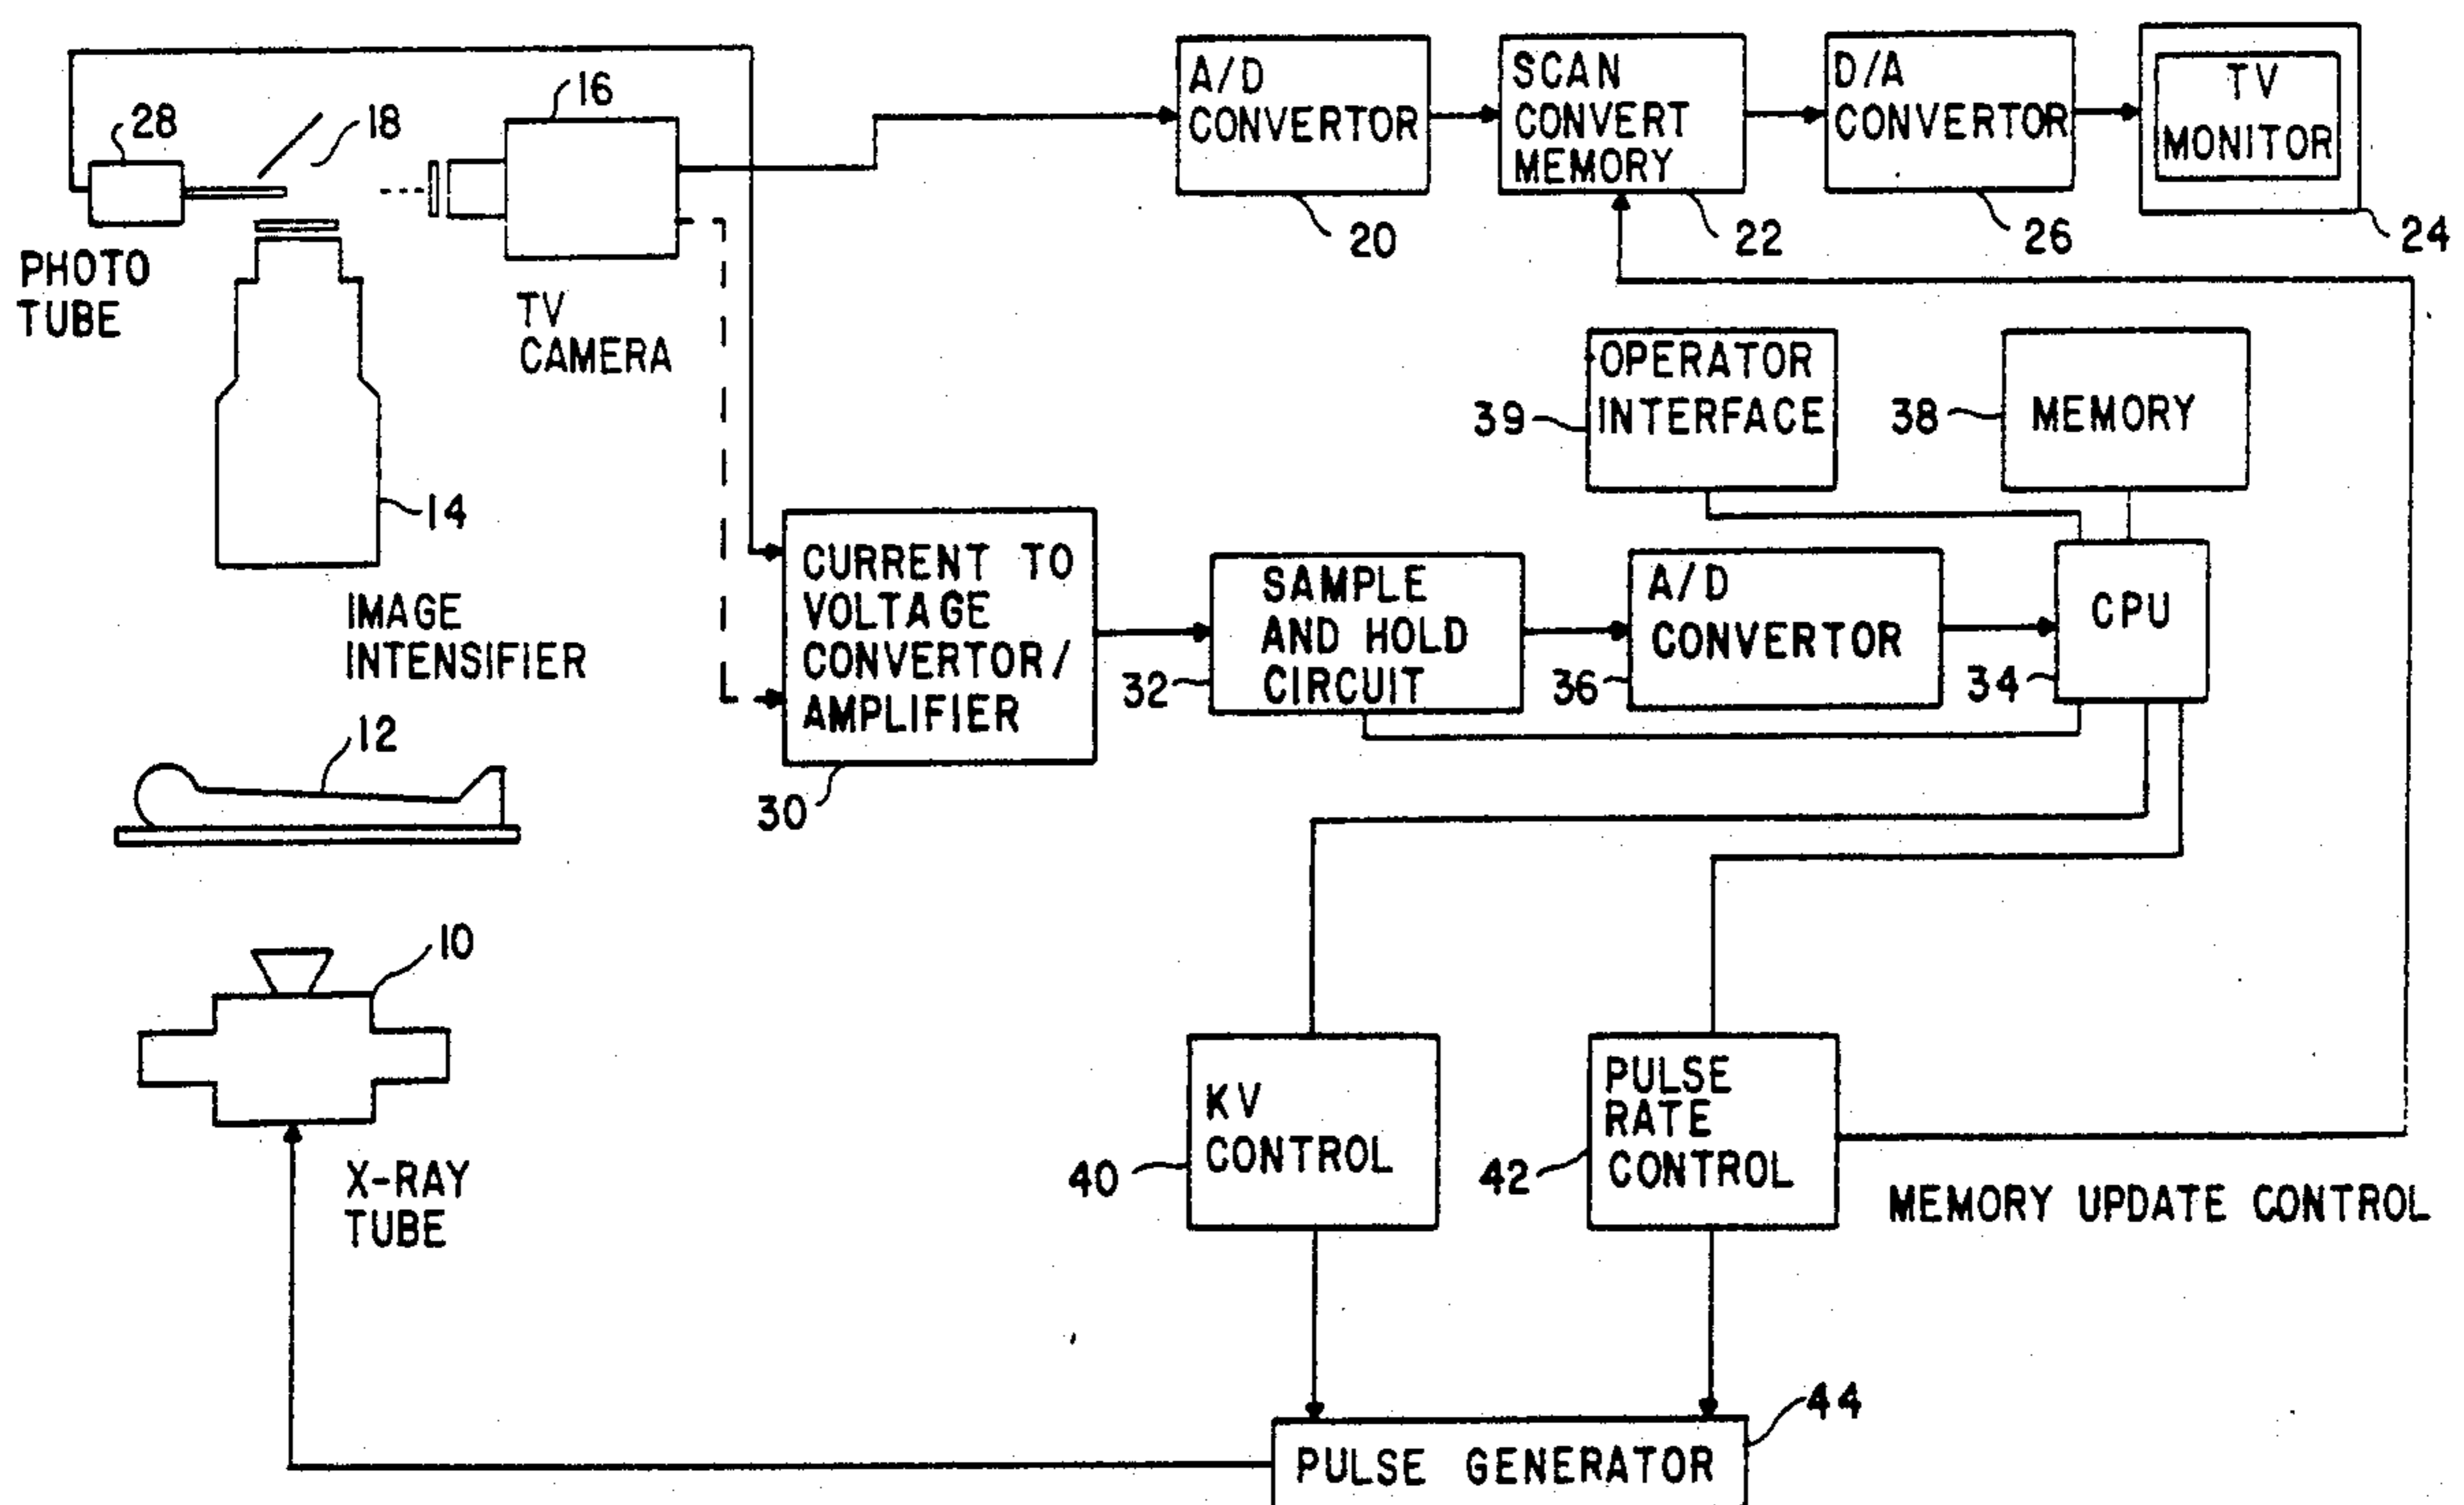 28
18
16
PHOTO
TUBE
TV
CAMERA
A/D
CONVERTOR
20
SCAN
CONVERT
MEMORY
22
D/A
CONVERTOR
26
TV
MONITOR
24
14
IMAGE
INTENSIFIER
OPERATOR
INTERFACE
39
38
MEMORY
CURRENT TO
VOLTAGE
CONVERTOR/
AMPLIFIER
30
SAMPLE
AND HOLD
CIRCUIT
32
A/D
CONVERTOR
36
CPU
34
12
10
X-RAY
TUBE
KV
CONTROL
40
PULSE
RATE
CONTROL
42
MEMORY UPDATE CONTROL
44
PULSE GENERATOR